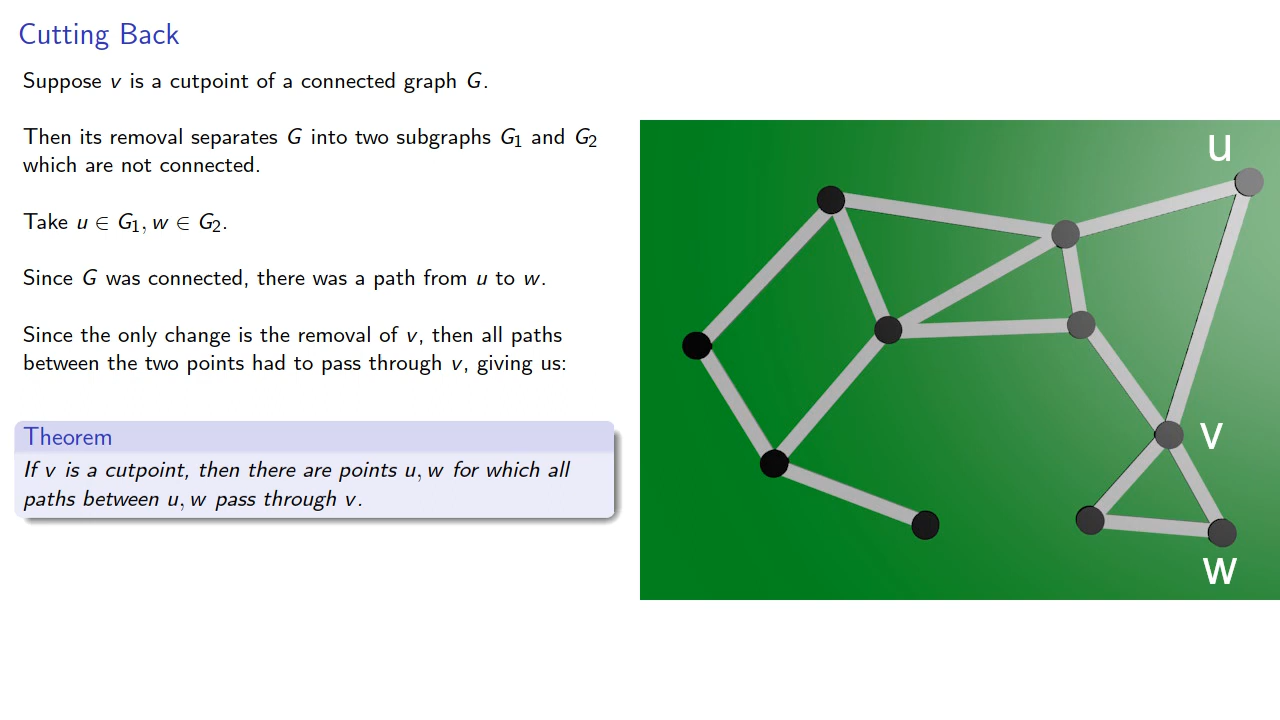 Cutting Back
Suppose v is a cutpoint of a connected graph G.
Then its removal separates G into two subgraphs G₁ and G₂
which are not connected.
Take u ∈ G₁, w ∈ G₂.
Since G was connected, there was a path from u to w.
Since the only change is the removal of v, then all paths
between the two points had to pass through v, giving us:
Theorem
If v is a cutpoint, then there are points u, w for which all
paths between u, w pass through v.
u
v
w